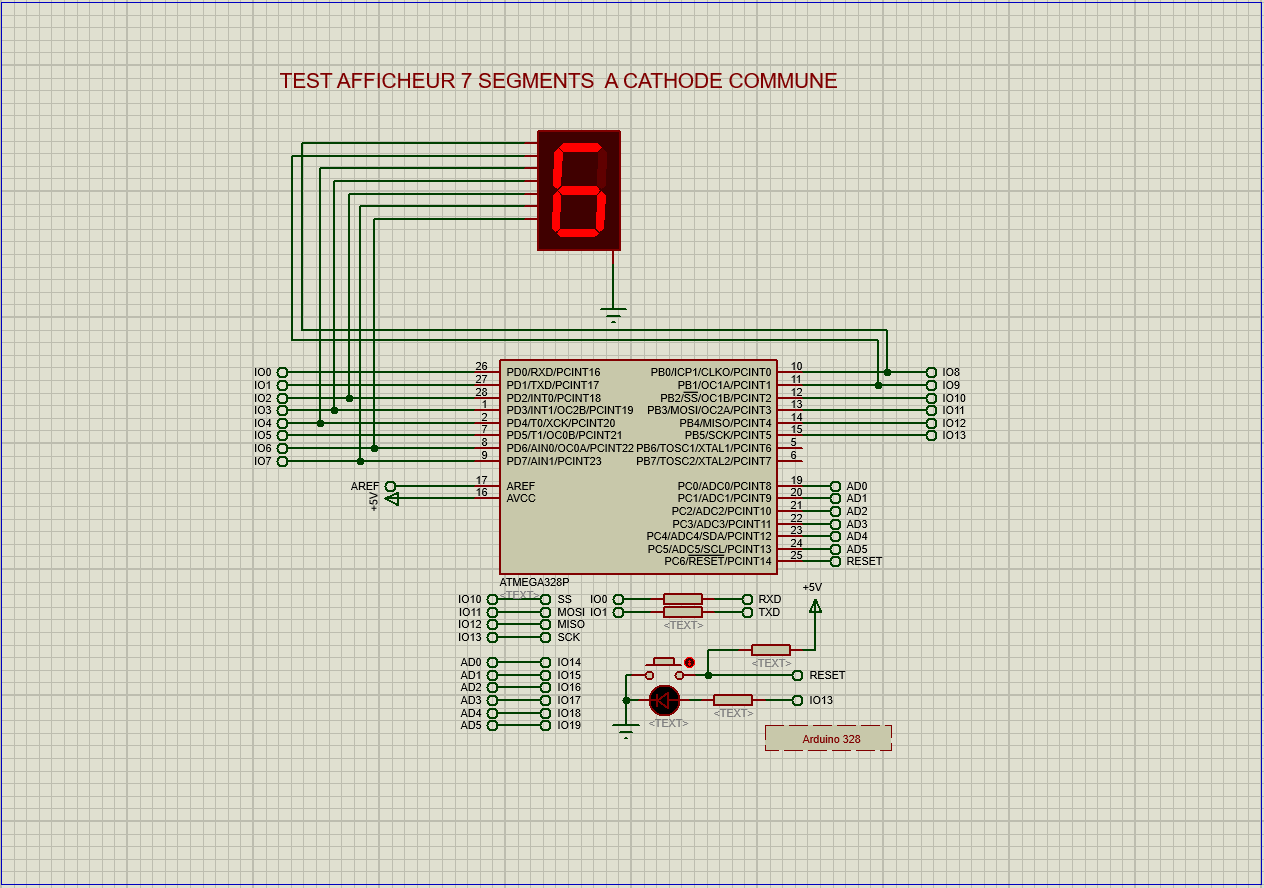 TEST AFFICHEUR 7 SEGMENTS  A CATHODE COMMUNE
IO0 26 PD0/RXD/PCINT16 PB0/ICP1/CLKO/PCINT0 10 IO8
IO1 27 PD1/TXD/PCINT17 PB1/OC1A/PCINT1 11 IO9
IO2 28 PD2/INT0/PCINT18 PB2/SS/OC1B/PCINT2 12 IO10
IO3 1 PD3/INT1/OC2B/PCINT19 PB3/MOSI/OC2A/PCINT3 13 IO11
IO4 2 PD4/T0/XCK/PCINT20 PB4/MISO/PCINT4 14 IO12
IO5 7 PD5/T1/OC0B/PCINT21 PB5/SCK/PCINT5 15 IO13
IO6 8 PD6/AIN0/OC0A/PCINT22 PB6/TOSC1/XTAL1/PCINT6 5
IO7 9 PD7/AIN1/PCINT23 PB7/TOSC2/XTAL2/PCINT7 6
AREF 17 AREF PC0/ADC0/PCINT8 19 AD0
+5V 16 AVCC PC1/ADC1/PCINT9 20 AD1
PC2/ADC2/PCINT10 21 AD2
PC3/ADC3/PCINT11 22 AD3
PC4/ADC4/SDA/PCINT12 23 AD4
PC5/ADC5/SCL/PCINT13 24 AD5
PC6/RESET/PCINT14 25 RESET
ATMEGA328P
<TEXT>
+5V
IO10 SS IO0 RXD
IO11 MOSI IO1 TXD
IO12 MISO <TEXT>
IO13 SCK
AD0 IO14 <TEXT>
AD1 IO15 RESET
AD2 IO16
AD3 IO17 IO13
AD4 IO18 <TEXT>
AD5 IO19 <TEXT>
Arduino 328